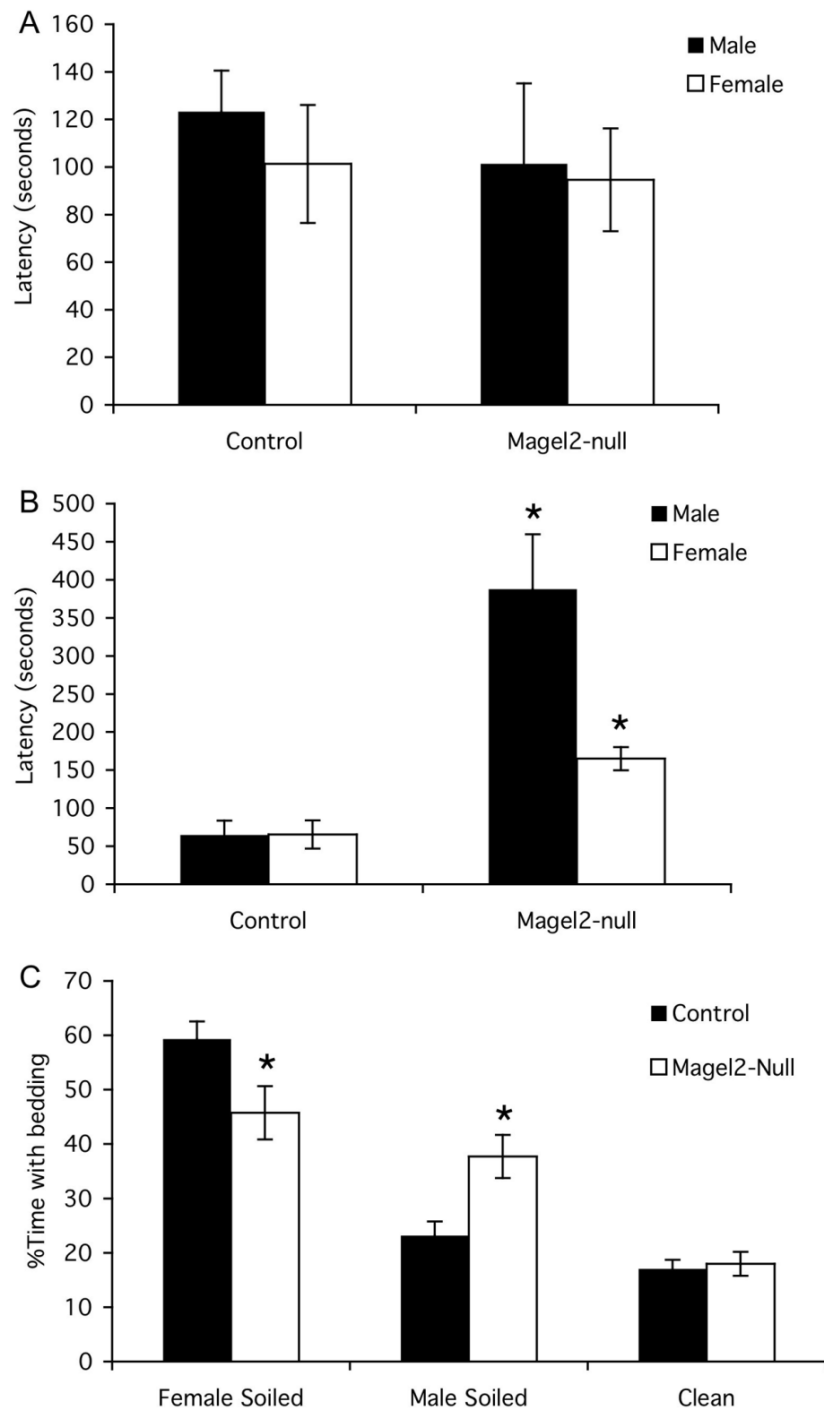 A
160
140
120
100
80
60
40
20
0
Latency (seconds)
Male
Female
Control Magel2-null
B
500
450
400
350
300
250
200
150
100
50
0
Latency (seconds)
Male
Female
*
*
Control Magel2-null
C
70
60
50
40
30
20
10
0
%Time with bedding
Control
Magel2-Null
*
*
Female Soiled Male Soiled Clean